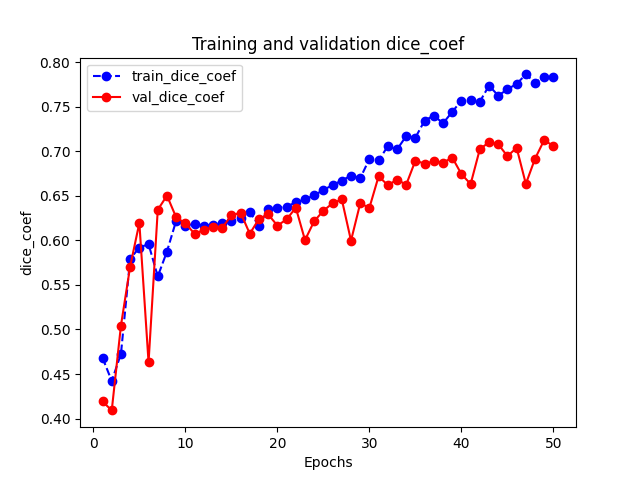 Training and validation dice_coef
train_dice_coef
val_dice_coef
dice_coef
0.80
0.75
0.70
0.65
0.60
0.55
0.50
0.45
0.40
0 10 20 30 40 50
Epochs